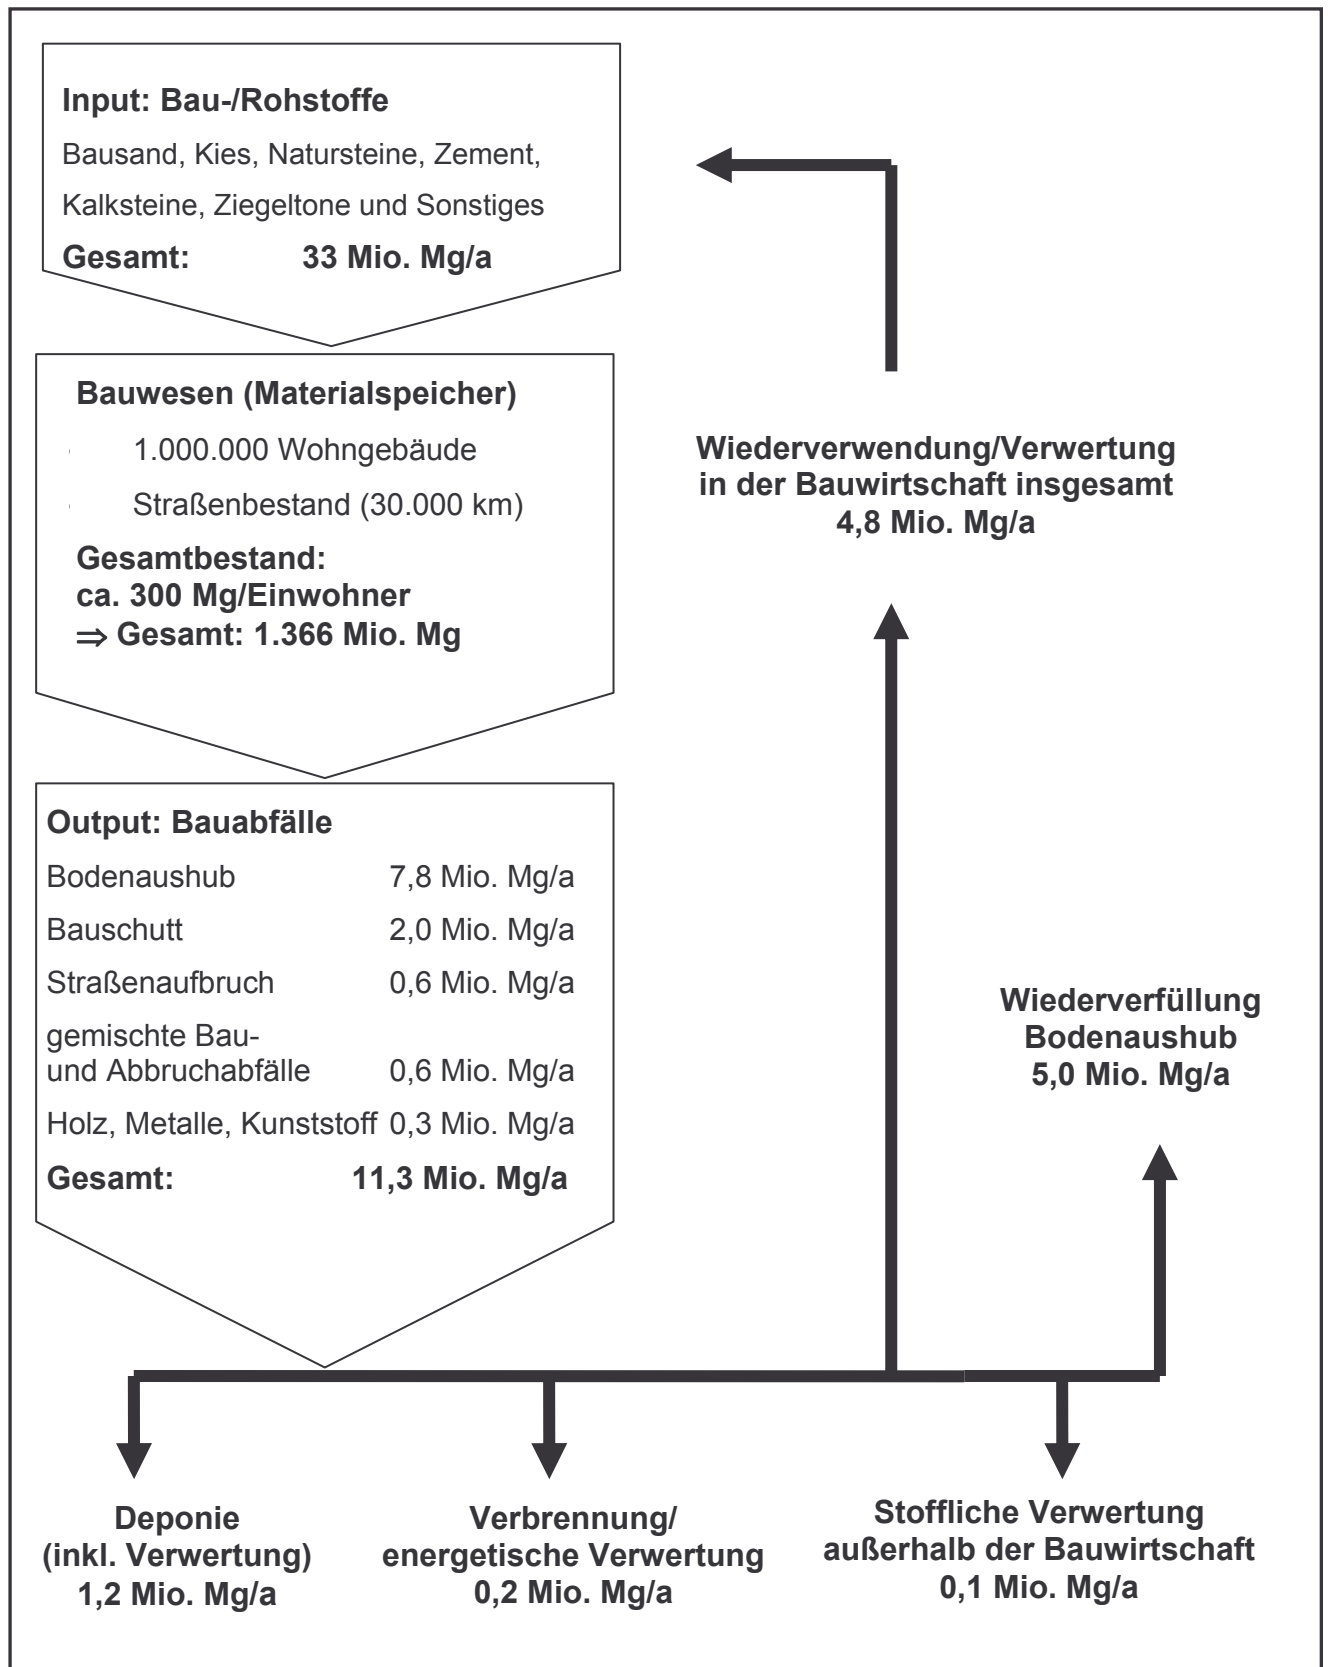 Input: Bau-/Rohstoffe
Bausand, Kies, Natursteine, Zement,
Kalksteine, Ziegeltone und Sonstiges
Gesamt: 33 Mio. Mg/a
Bauwesen (Materialspeicher)
1.000.000 Wohngebäude
Straßenbestand (30.000 km)
Gesamtbestand:
ca. 300 Mg/Einwohner
⇒ Gesamt: 1.366 Mio. Mg
Wiederverwendung/Verwertung
in der Bauwirtschaft insgesamt
4,8 Mio. Mg/a
Output: Bauabfälle
Bodenaushub 7,8 Mio. Mg/a
Bauschutt 2,0 Mio. Mg/a
Straßenaufbruch 0,6 Mio. Mg/a
gemischte Bau-
und Abbruchabfälle 0,6 Mio. Mg/a
Holz, Metalle, Kunststoff 0,3 Mio. Mg/a
Gesamt: 11,3 Mio. Mg/a
Wiederverfüllung
Bodenaushub
5,0 Mio. Mg/a
Deponie
(inkl. Verwertung)
1,2 Mio. Mg/a
Verbrennung/
energetische Verwertung
0,2 Mio. Mg/a
Stoffliche Verwertung
außerhalb der Bauwirtschaft
0,1 Mio. Mg/a